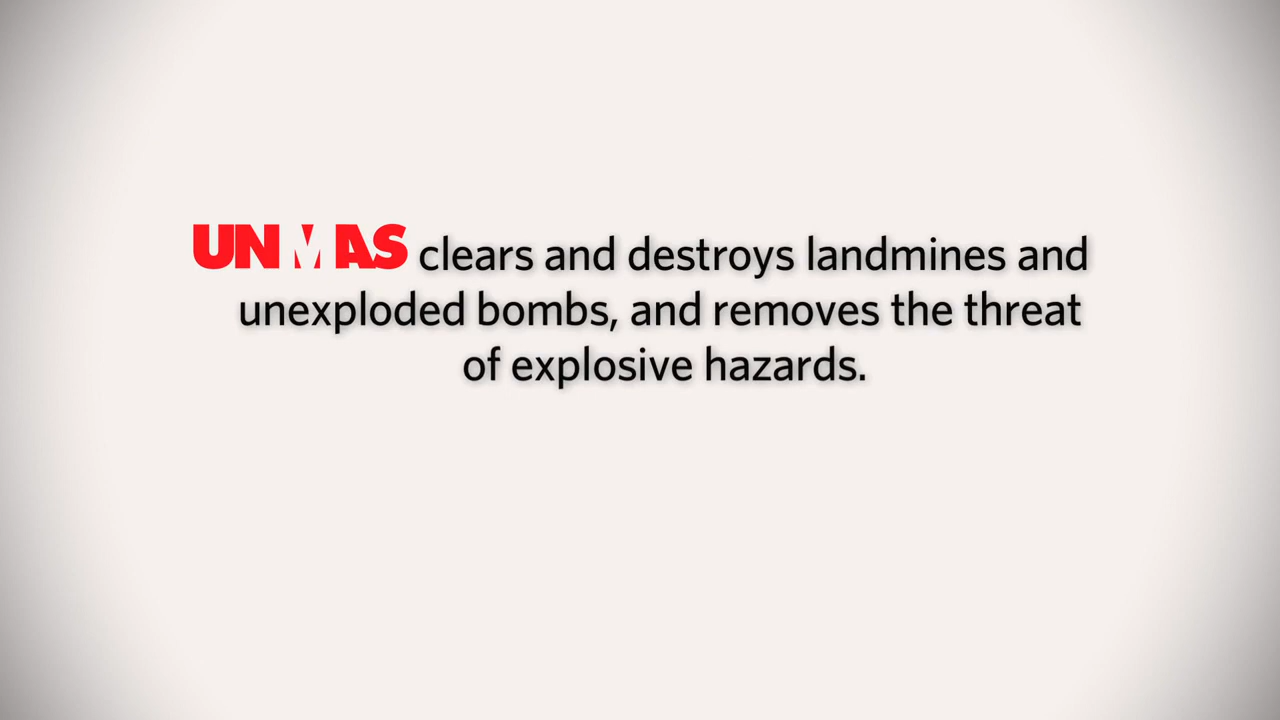 UNMAS clears and destroys landmines and
unexploded bombs, and removes the threat
of explosive hazards.